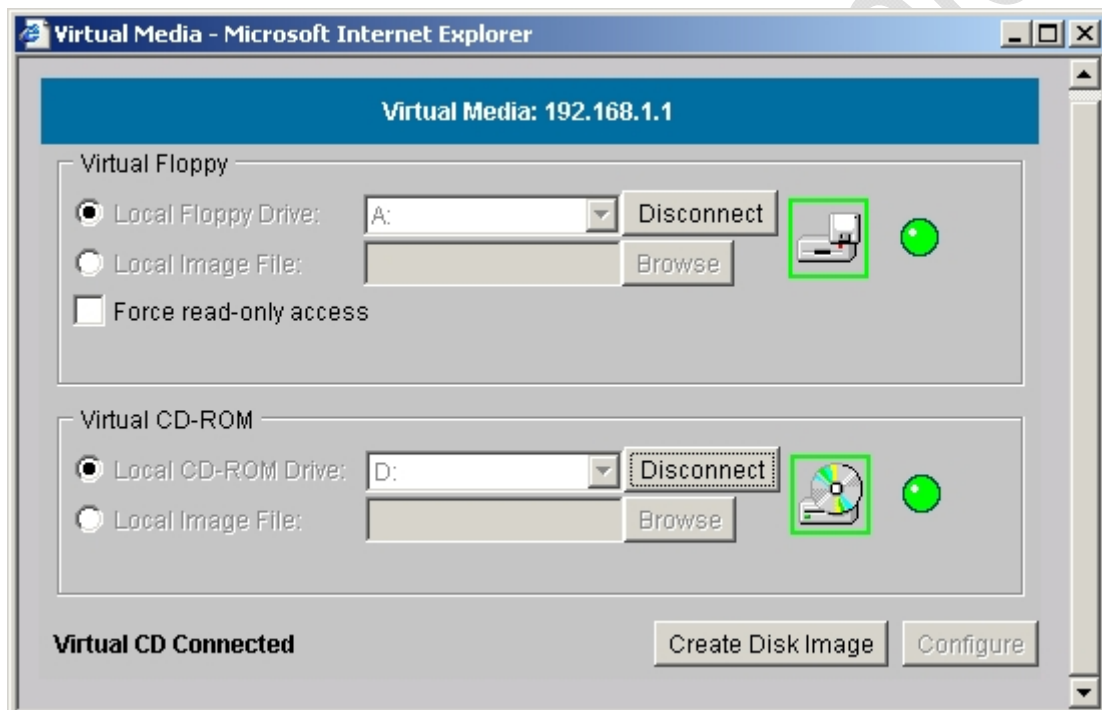 Virtual Media - Microsoft Internet Explorer
Virtual Media: 192.168.1.1
Virtual Floppy
Local Floppy Drive: A: Disconnect
Local Image File: Browse
Force read-only access
Virtual CD-ROM
Local CD-ROM Drive: D: Disconnect
Local Image File: Browse
Virtual CD Connected Create Disk Image Configure